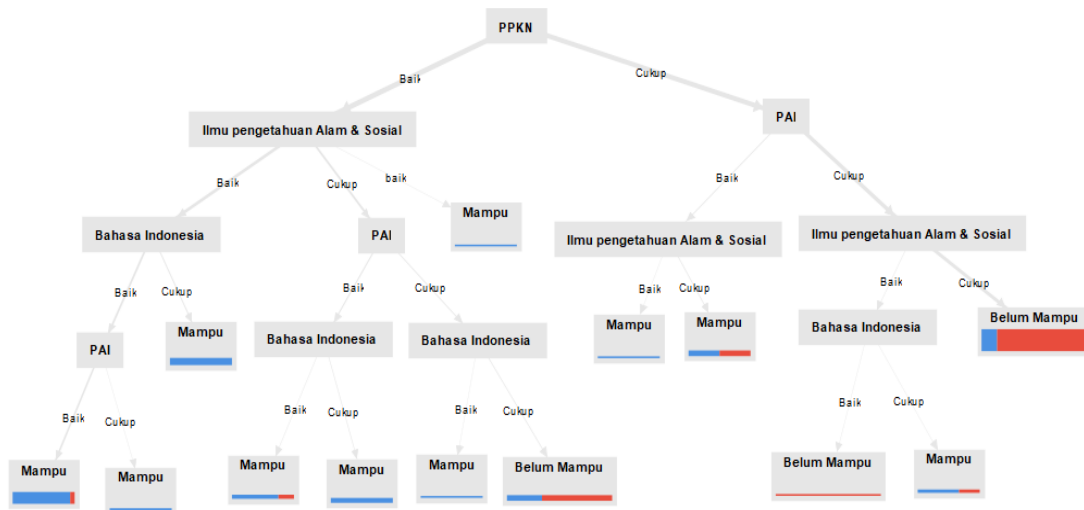 PPKN
Baik
Cukup
Ilmu pengetahuan Alam & Sosial
PAI
Baik
Cukup
baik
Baik
Cukup
Bahasa Indonesia
PAI
Mampu
Ilmu pengetahuan Alam & Sosial
Ilmu pengetahuan Alam & Sosial
Baik
Cukup
Baik
Cukup
Baik
Cukup
Baik
Cukup
PAI
Mampu
Bahasa Indonesia
Bahasa Indonesia
Mampu
Mampu
Bahasa Indonesia
Belum Mampu
Baik
Cukup
Baik
Cukup
Baik
Cukup
Baik
Cukup
Mampu
Mampu
Mampu
Mampu
Mampu
Belum Mampu
Belum Mampu
Mampu